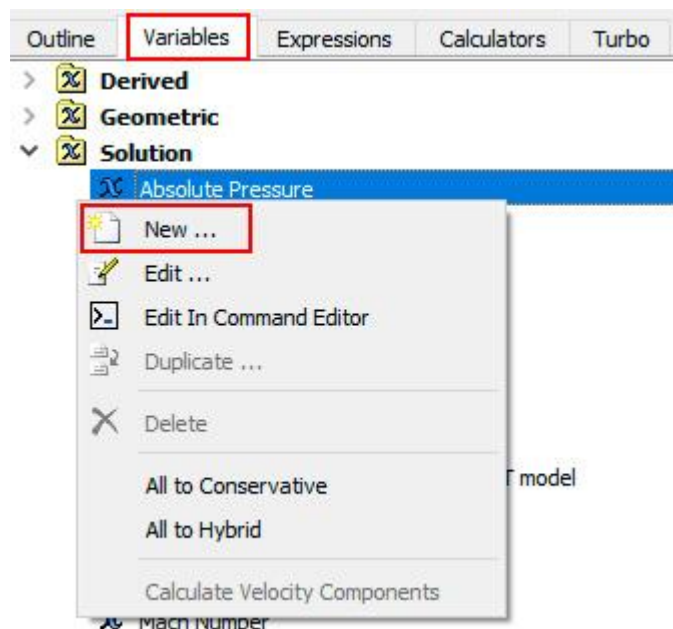 Outline Variables Expressions Calculators Turbo
Derived
Geometric
Solution
Absolute Pressure
New ...
Edit ...
Edit In Command Editor
Duplicate ...
Delete
All to Conservative
T model
All to Hybrid
Calculate Velocity Components
Mach Number